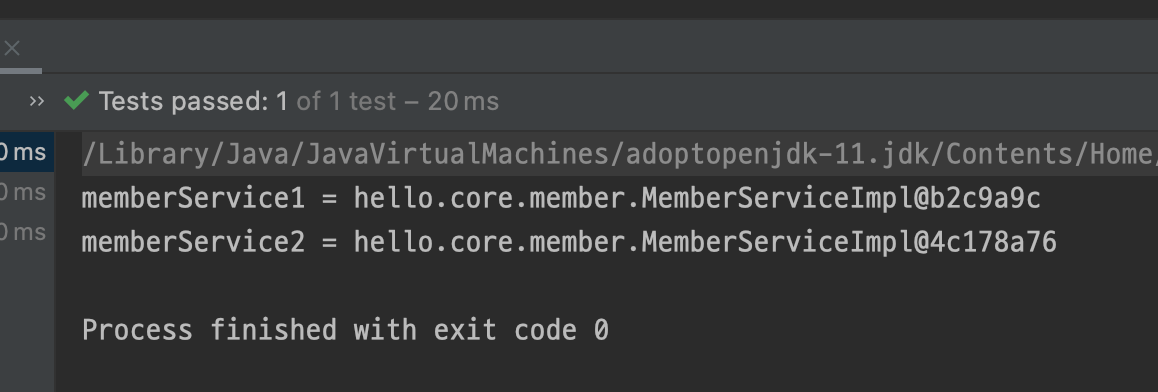 Tests passed: 1 of 1 test – 20 ms
0 ms
/Library/Java/JavaVirtualMachines/adoptopenjdk-11.jdk/Contents/Home/
0 ms
memberService1 = hello.core.member.MemberServiceImpl@b2c9a9c
0 ms
memberService2 = hello.core.member.MemberServiceImpl@4c178a76
Process finished with exit code 0